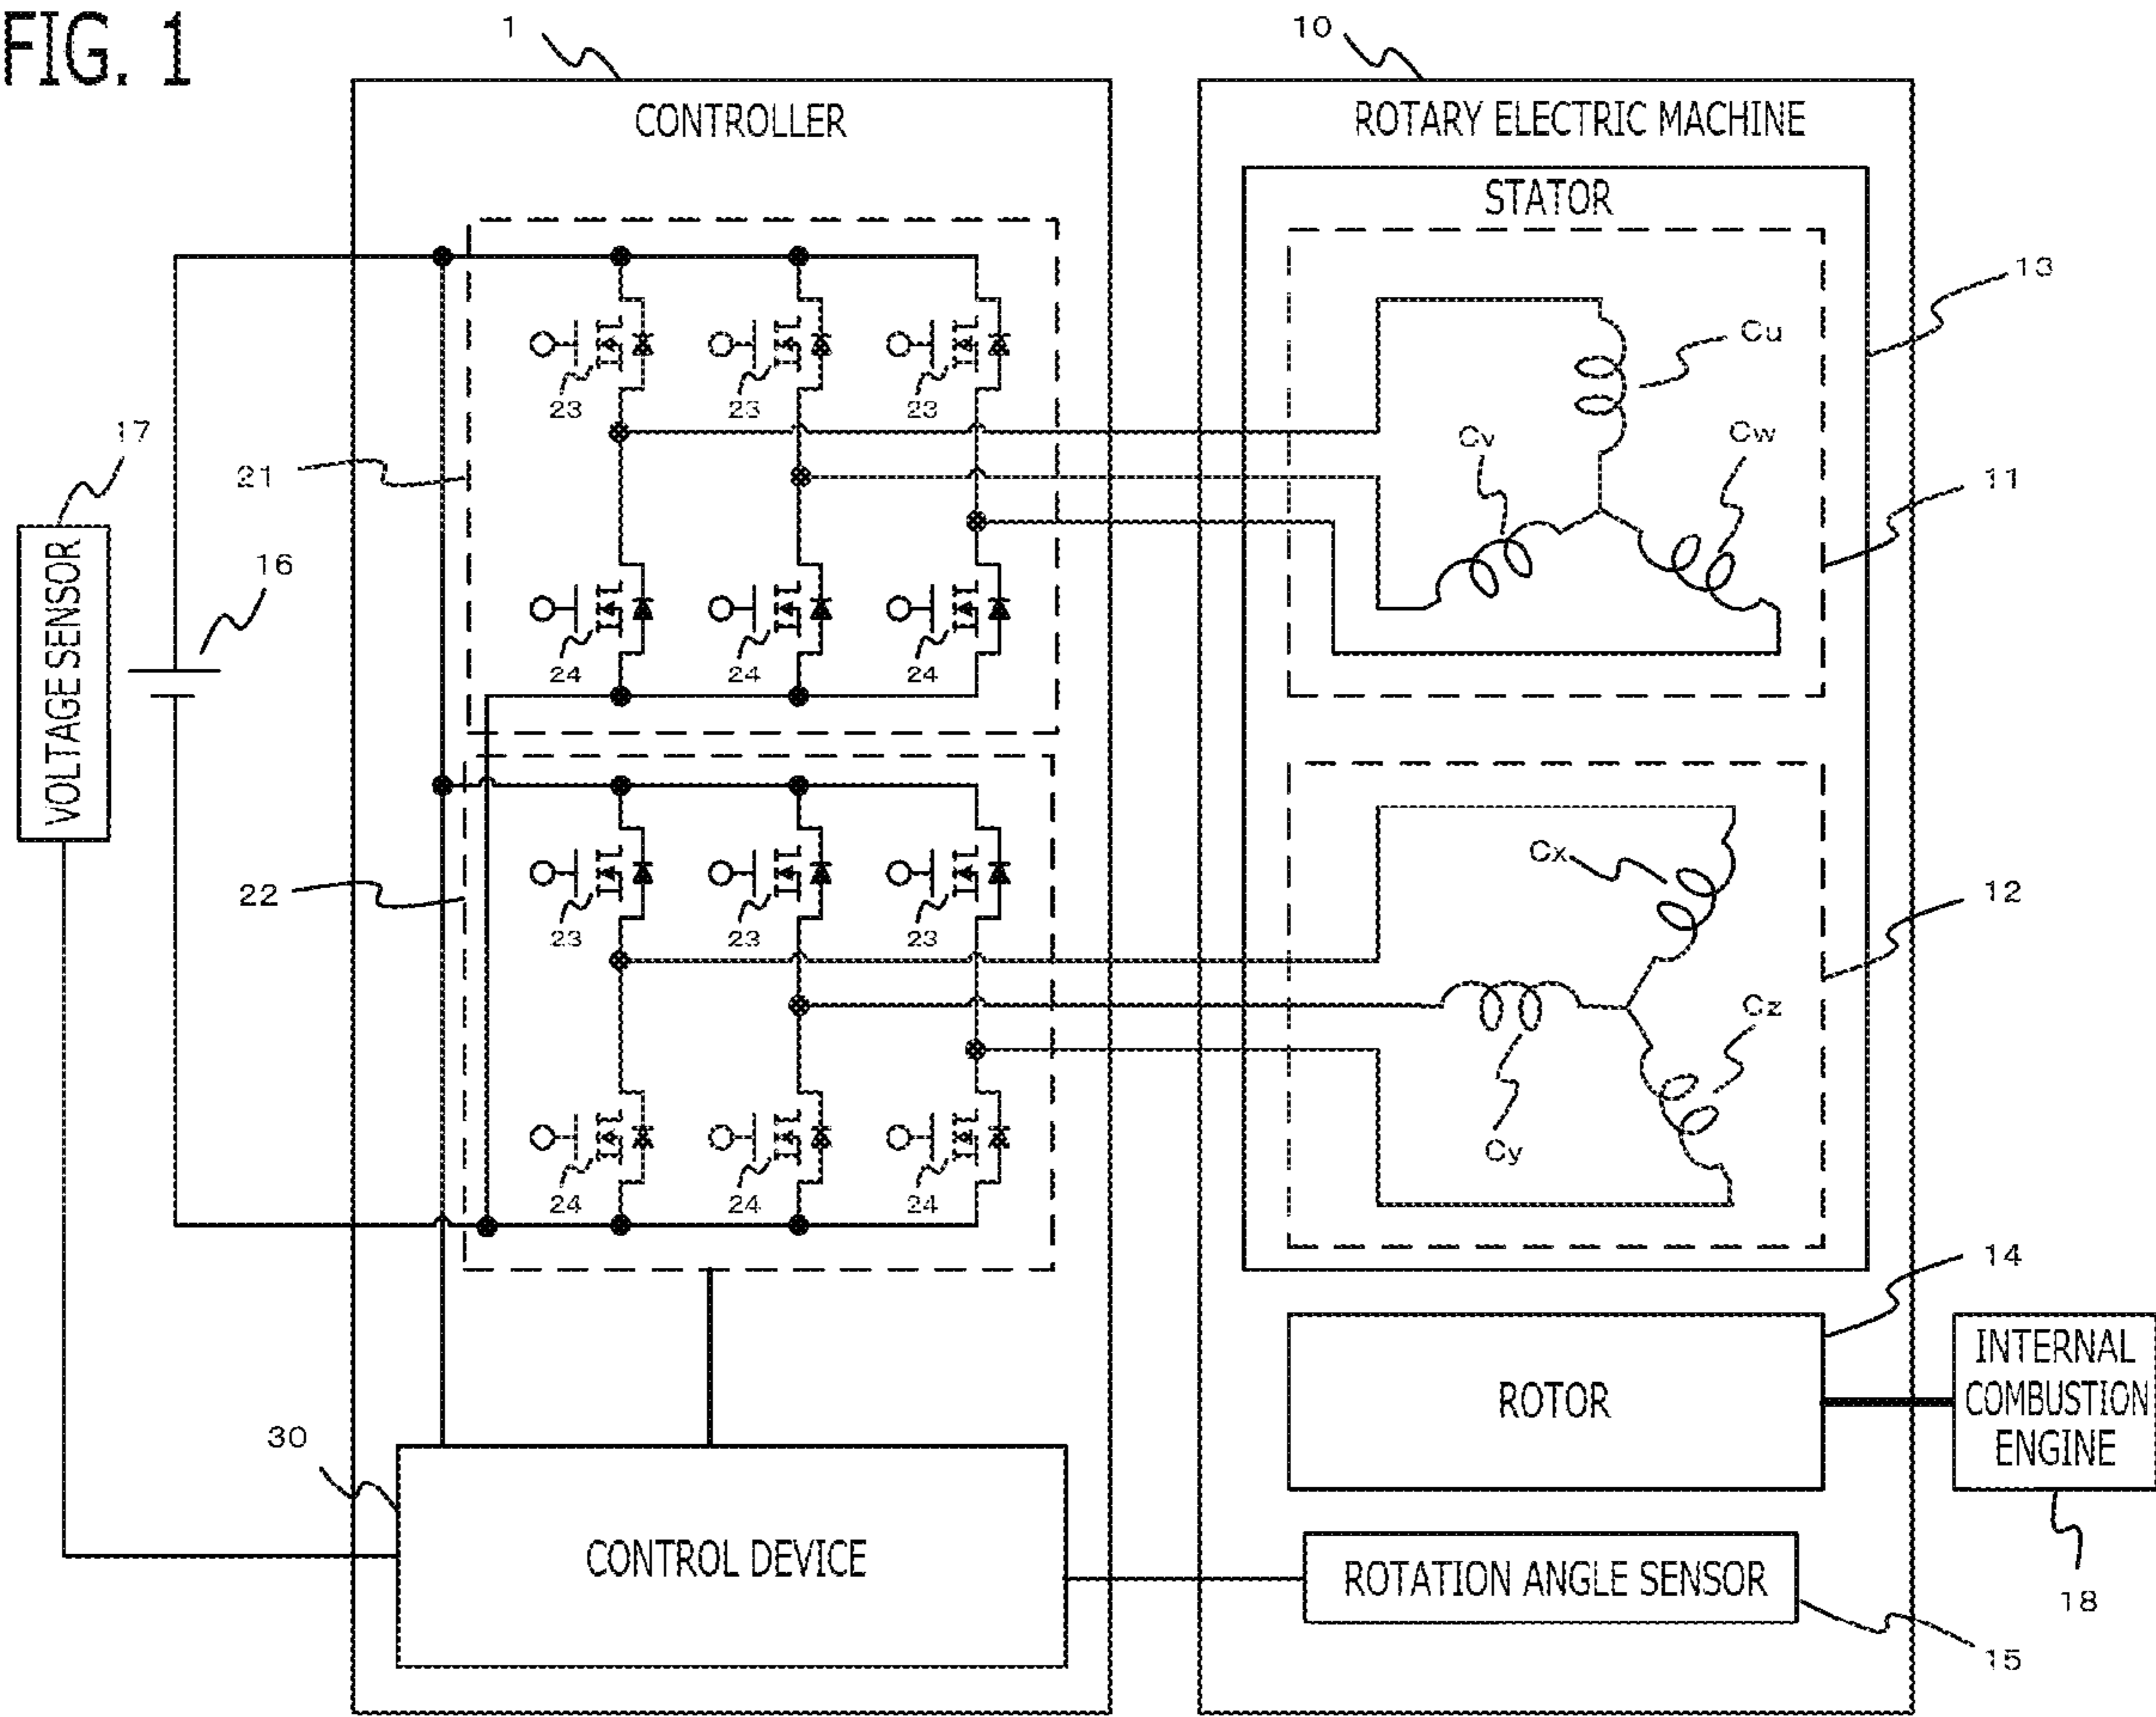 FIG. 1
1
10
CONTROLLER
ROTARY ELECTRIC MACHINE
STATOR
13
Cu
23
23
23
17
21
Cv
Cw
11
VOLTAGE SENSOR
16
24
24
24
Cx
22
12
23
23
23
Cz
Cy
24
24
24
14
INTERNAL
COMBUSTION
ENGINE
ROTOR
30
CONTROL DEVICE
ROTATION ANGLE SENSOR
18
15